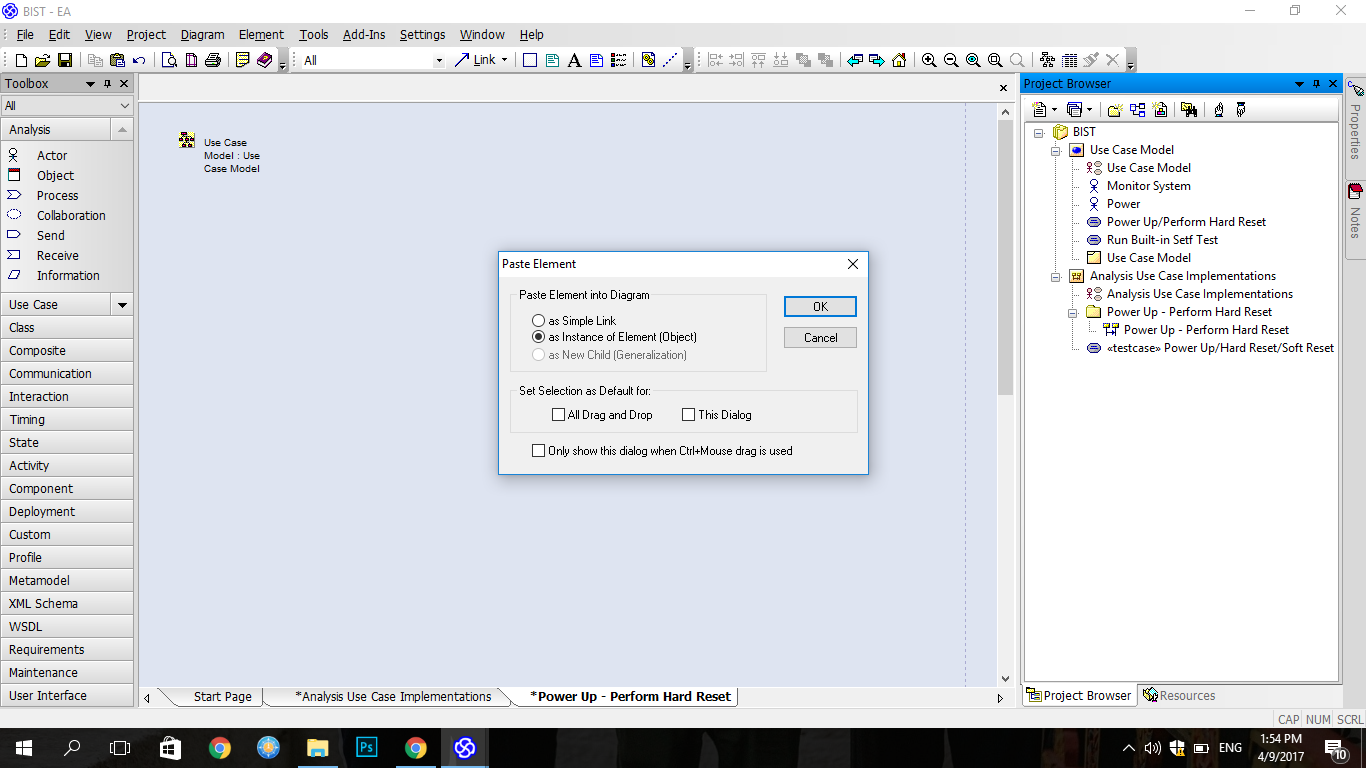 BIST - EA
File Edit View Project Diagram Element Tools Add-Ins Settings Window Help
All Link A
Toolbox
All
Analysis
Actor
Object
Process
Collaboration
Send
Receive
Information
Use Case
Class
Composite
Communication
Interaction
Timing
State
Activity
Component
Deployment
Custom
Profile
Metamodel
XML Schema
WSDL
Requirements
Maintenance
User Interface
Use Case
Model : Use
Case Model
Paste Element
Paste Element into Diagram
as Simple Link
as Instance of Element (Object)
as New Child (Generalization)
OK
Cancel
Set Selection as Default for:
All Drag and Drop This Dialog
Only show this dialog when Ctrl+Mouse drag is used
Start Page *Analysis Use Case Implementations *Power Up - Perform Hard Reset
Project Browser
BIST
Use Case Model
Use Case Model
Monitor System
Power
Power Up/Perform Hard Reset
Run Built-in Setf Test
Use Case Model
Analysis Use Case Implementations
Analysis Use Case Implementations
Power Up - Perform Hard Reset
Power Up - Perform Hard Reset
«testcase» Power Up/Hard Reset/Soft Reset
Project Browser Resources
Properties
Notes
CAP NUM SCRL
Ps
ENG
1:54 PM
4/9/2017
10